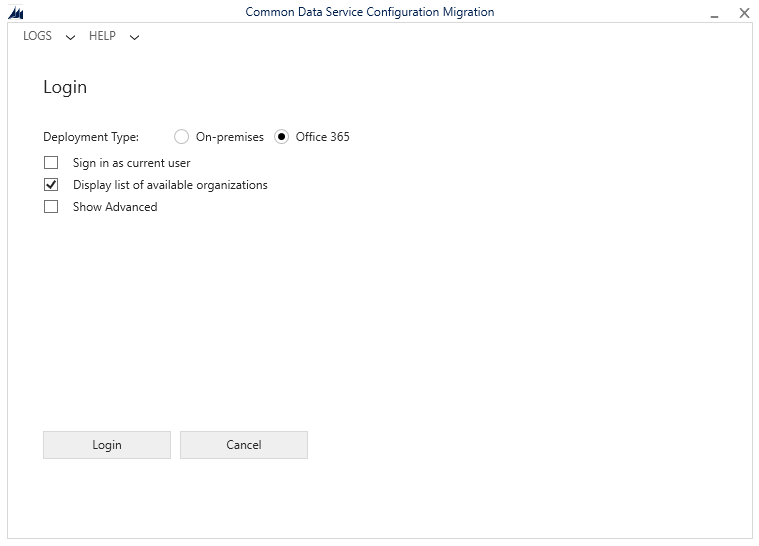 Common Data Service Configuration Migration
LOGS HELP
Login
Deployment Type: On-premises Office 365
Sign in as current user
Display list of available organizations
Show Advanced
Login Cancel